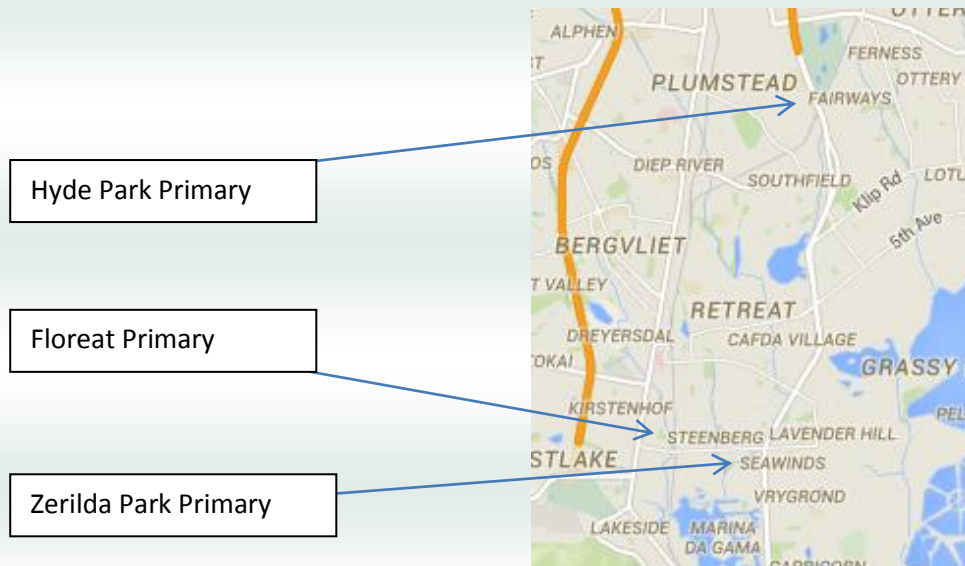 Hyde Park Primary
Floreat Primary
Zerilda Park Primary
ALPHEN
PLUMSTEAD
FERNESS
OTTERY
FAIRWAYS
DIEP RIVER
SOUTHFIELD
Klip Rd
5th Ave
BERGVLIET
VALLEY
RETREAT
DREYERSDAL
CAFDA VILLAGE
GRASSY
KIRSTENHOF
STEENBERG
LAVENDER HILL
SEAWINDS
VRYGROND
LAKESIDE
MARINA
DA GAMA